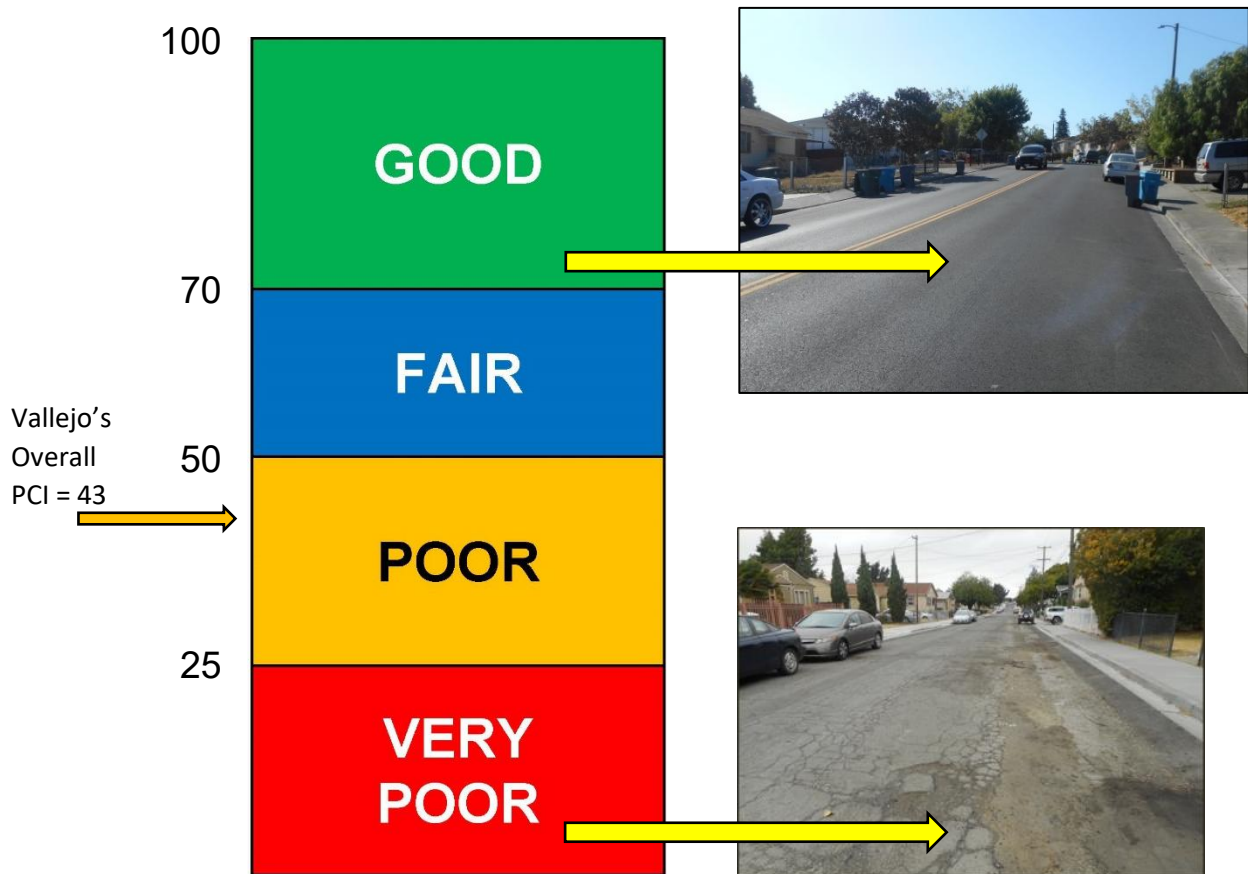 100
GOOD
70
FAIR
Vallejo’s
Overall
PCI = 43
50
POOR
25
VERY
POOR